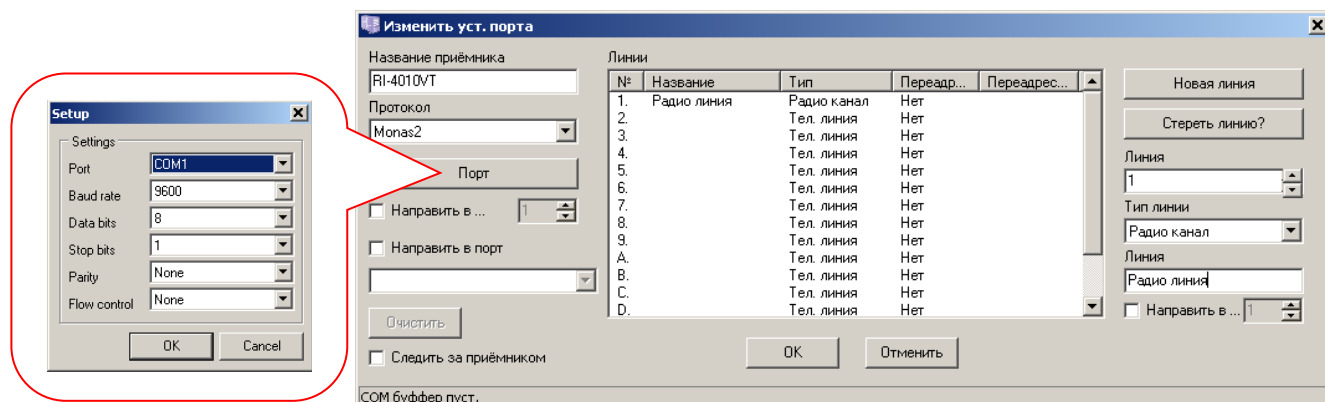 Setup
Settings
Port COM1
Baud rate 9600
Data bits 8
Stop bits 1
Parity None
Flow control None
OK Cancel
Изменить уст. порта
Название приёмника
RI-4010VT
Протокол
Monas2
Порт
Направить в ... 1
Направить в порт
Очистить
Следить за приёмником
Линии
№ Название Тип Переадр... Переадрес...
1. Радио линия Радио канал Нет
2. Тел. линия Нет
3. Тел. линия Нет
4. Тел. линия Нет
5. Тел. линия Нет
6. Тел. линия Нет
7. Тел. линия Нет
8. Тел. линия Нет
9. Тел. линия Нет
A. Тел. линия Нет
B. Тел. линия Нет
C. Тел. линия Нет
D. Тел. линия Нет
OK Отменить
Новая линия
Стереть линию?
Линия
1
Тип линии
Радио канал
Линия
Радио линия
Направить в ... 1
COM буффер пуст.